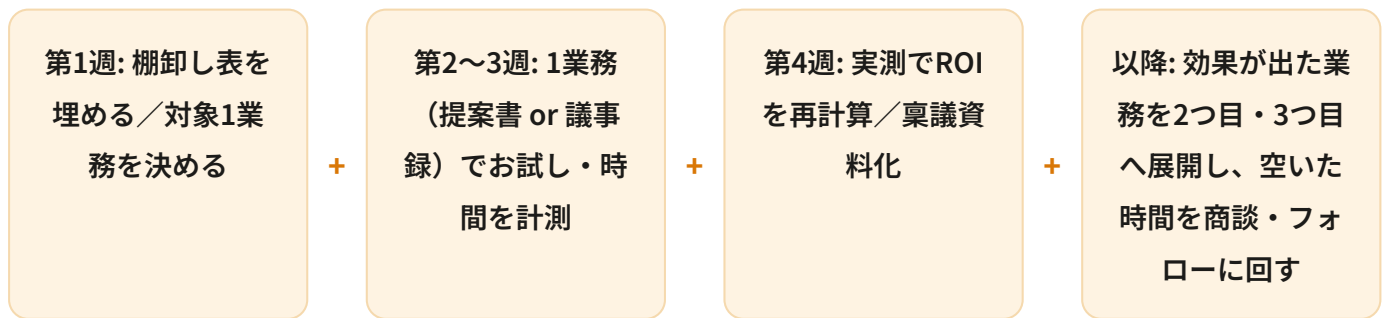 第1週: 棚卸し表を
埋める／対象1業
務を決める
+
第2〜3週: 1業務
（提案書 or 議事
録）でお試し・時
間を計測
+
第4週: 実測でROI
を再計算／稟議資
料化
+
以降: 効果が出た業
務を2つ目・3つ目
へ展開し、空いた
時間を商談・フォ
ローに回す